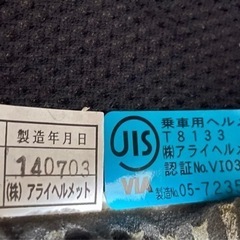 製造年月日
140703
(株) アライヘルメット
JIS
乗車用ヘル
T8133
(株)アライヘルメ
認証No.VI03
VIA
製造No.05-7235